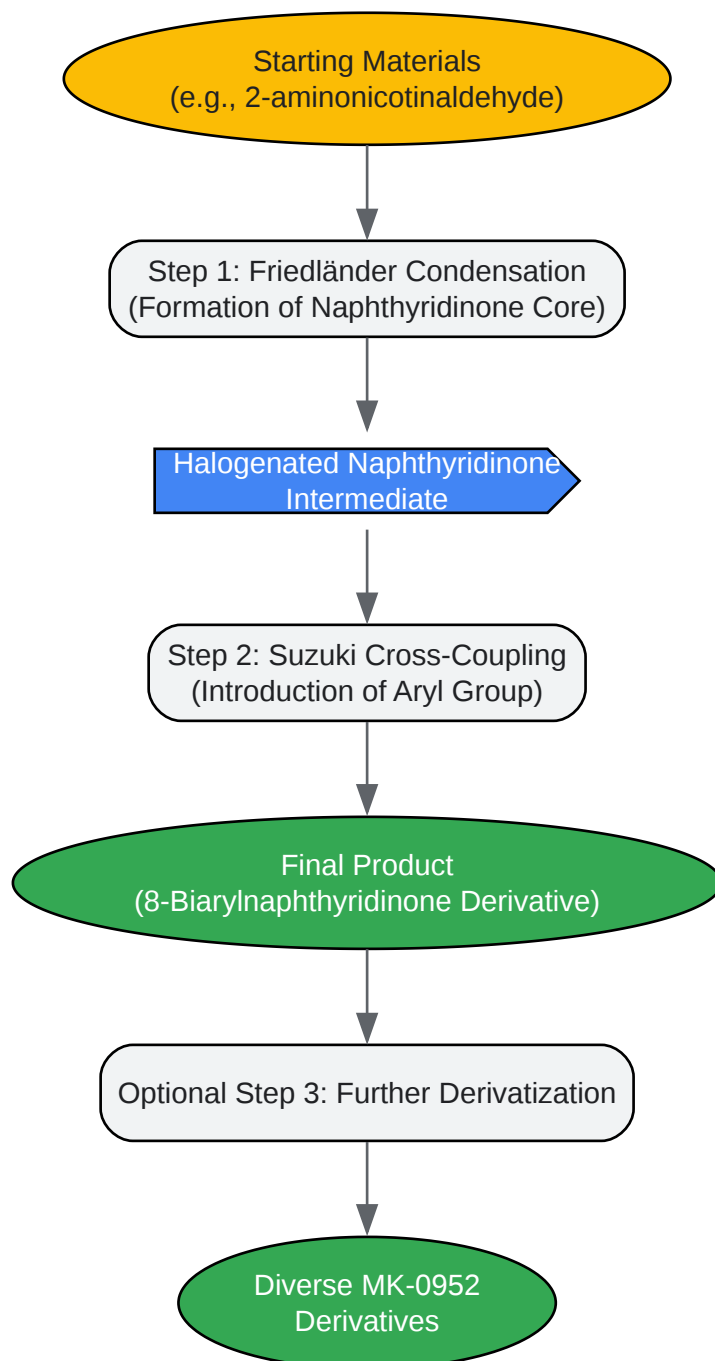 Starting Materials
(e.g., 2-aminonicotinaldehyde)
Step 1: Friedländer Condensation
(Formation of Naphthyridinone Core)
Halogenated Naphthyridinone
Intermediate
Step 2: Suzuki Cross-Coupling
(Introduction of Aryl Group)
Final Product
(8-Biarylnaphthyridinone Derivative)
Optional Step 3: Further Derivatization
Diverse MK-0952
Derivatives